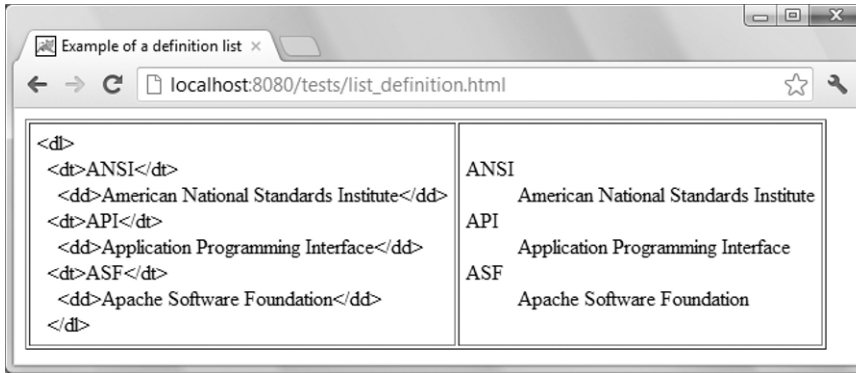 Example of a definition list
localhost:8080/tests/list_definition.html
<dl>
<dt>ANSI</dt>
<dd>American National Standards Institute</dd>
<dt>API</dt>
<dd>Application Programming Interface</dd>
<dt>ASF</dt>
<dd>Apache Software Foundation</dd>
</dl>
ANSI
American National Standards Institute
API
Application Programming Interface
ASF
Apache Software Foundation